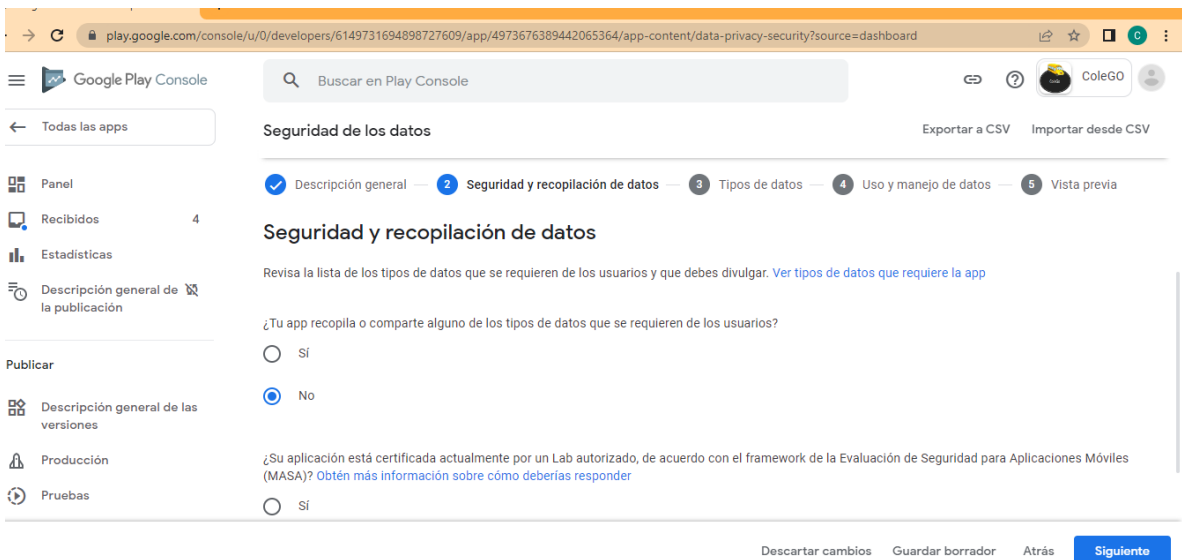 play.google.com/console/u/0/developers/6149731694898727609/app/4973676389442065364/app-content/data-privacy-security?source=dashboard
C
Google Play Console
Buscar en Play Console
ColeGO
Todas las apps
Seguridad de los datos
Exportar a CSV
Importar desde CSV
Descripción general
2 Seguridad y recopilación de datos
3 Tipos de datos
4 Uso y manejo de datos
5 Vista previa
Panel
Recibidos 4
Estadísticas
Descripción general de
la publicación
Publicar
Descripción general de las
versiones
Producción
Pruebas
Seguridad y recopilación de datos
Revisa la lista de los tipos de datos que se requieren de los usuarios y que debes divulgar. Ver tipos de datos que requiere la app
¿Tu app recopila o comparte alguno de los tipos de datos que se requieren de los usuarios?
Sí
No
¿Su aplicación está certificada actualmente por un Lab autorizado, de acuerdo con el framework de la Evaluación de Seguridad para Aplicaciones Móviles
(MASA)? Obtén más información sobre cómo deberías responder
Sí
Descartar cambios
Guardar borrador
Atrás
Siguiente